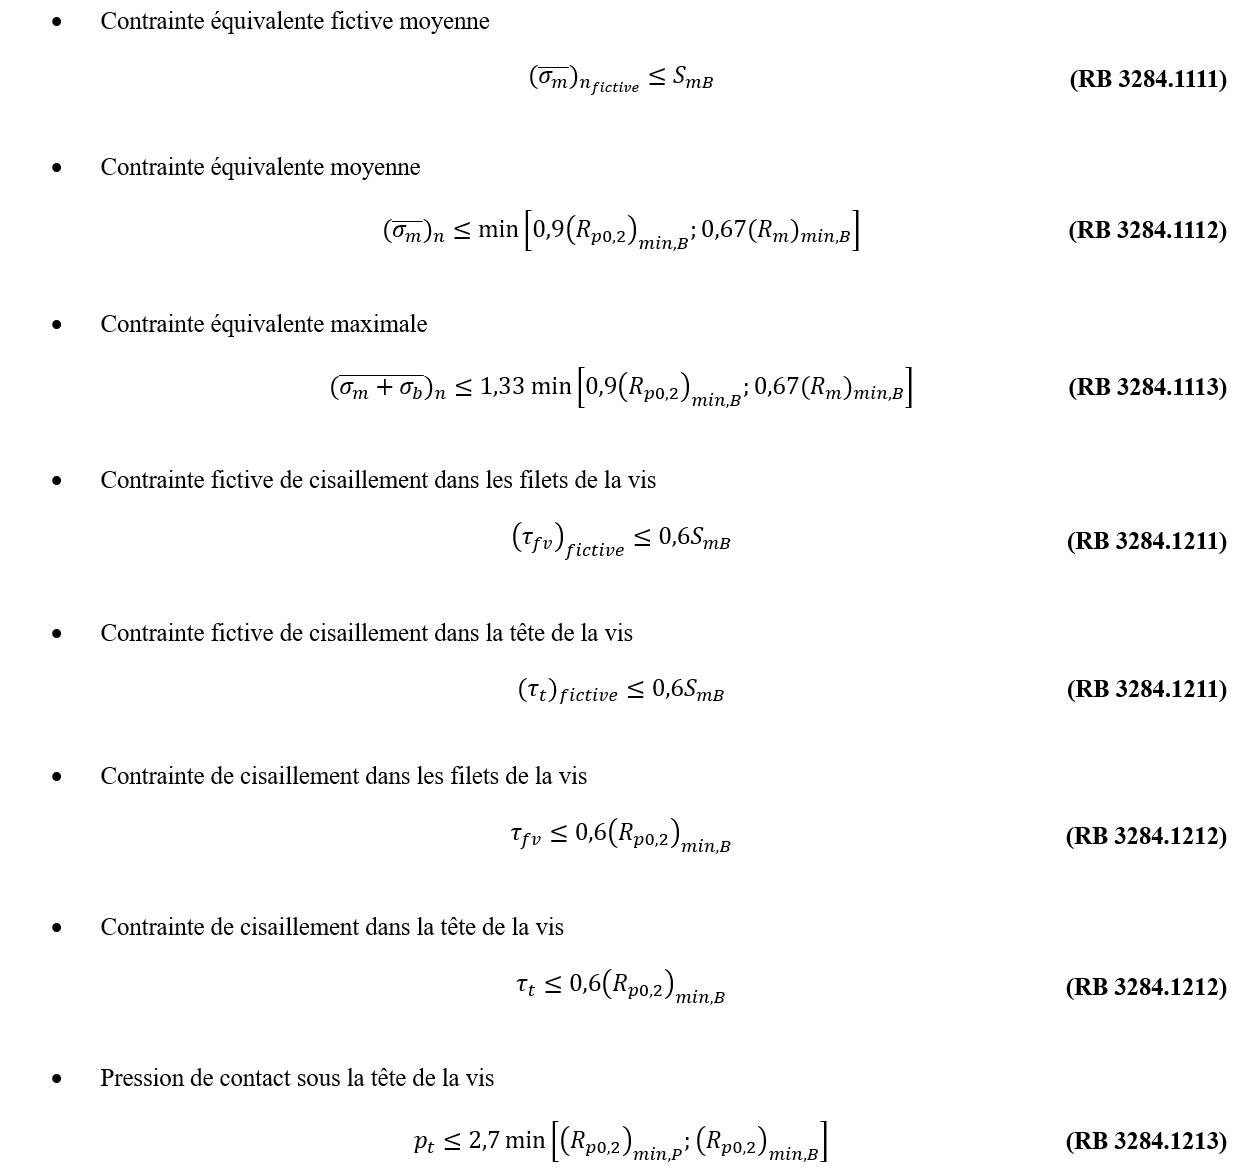 • Contrainte équivalente fictive moyenne
$(\overline{\sigma_m})_{n_{fictive}} \leq S_{mB}$ (RB 3284.1111)
• Contrainte équivalente moyenne
$(\overline{\sigma_m})_n \leq \min\left[0,9(R_{p0,2})_{min,B}; 0,67(R_m)_{min,B}\right]$ (RB 3284.1112)
• Contrainte équivalente maximale
$(\overline{\sigma_m + \sigma_b})_n \leq 1,33 \min\left[0,9(R_{p0,2})_{min,B}; 0,67(R_m)_{min,B}\right]$ (RB 3284.1113)
• Contrainte fictive de cisaillement dans les filets de la vis
$(\tau_{fv})_{fictive} \leq 0,6S_{mB}$ (RB 3284.1211)
• Contrainte fictive de cisaillement dans la tête de la vis
$(\tau_t)_{fictive} \leq 0,6S_{mB}$ (RB 3284.1211)
• Contrainte de cisaillement dans les filets de la vis
$\tau_{fv} \leq 0,6(R_{p0,2})_{min,B}$ (RB 3284.1212)
• Contrainte de cisaillement dans la tête de la vis
$\tau_t \leq 0,6(R_{p0,2})_{min,B}$ (RB 3284.1212)
• Pression de contact sous la tête de la vis
$p_t \leq 2,7 \min\left[(R_{p0,2})_{min,P}; (R_{p0,2})_{min,B}\right]$ (RB 3284.1213)